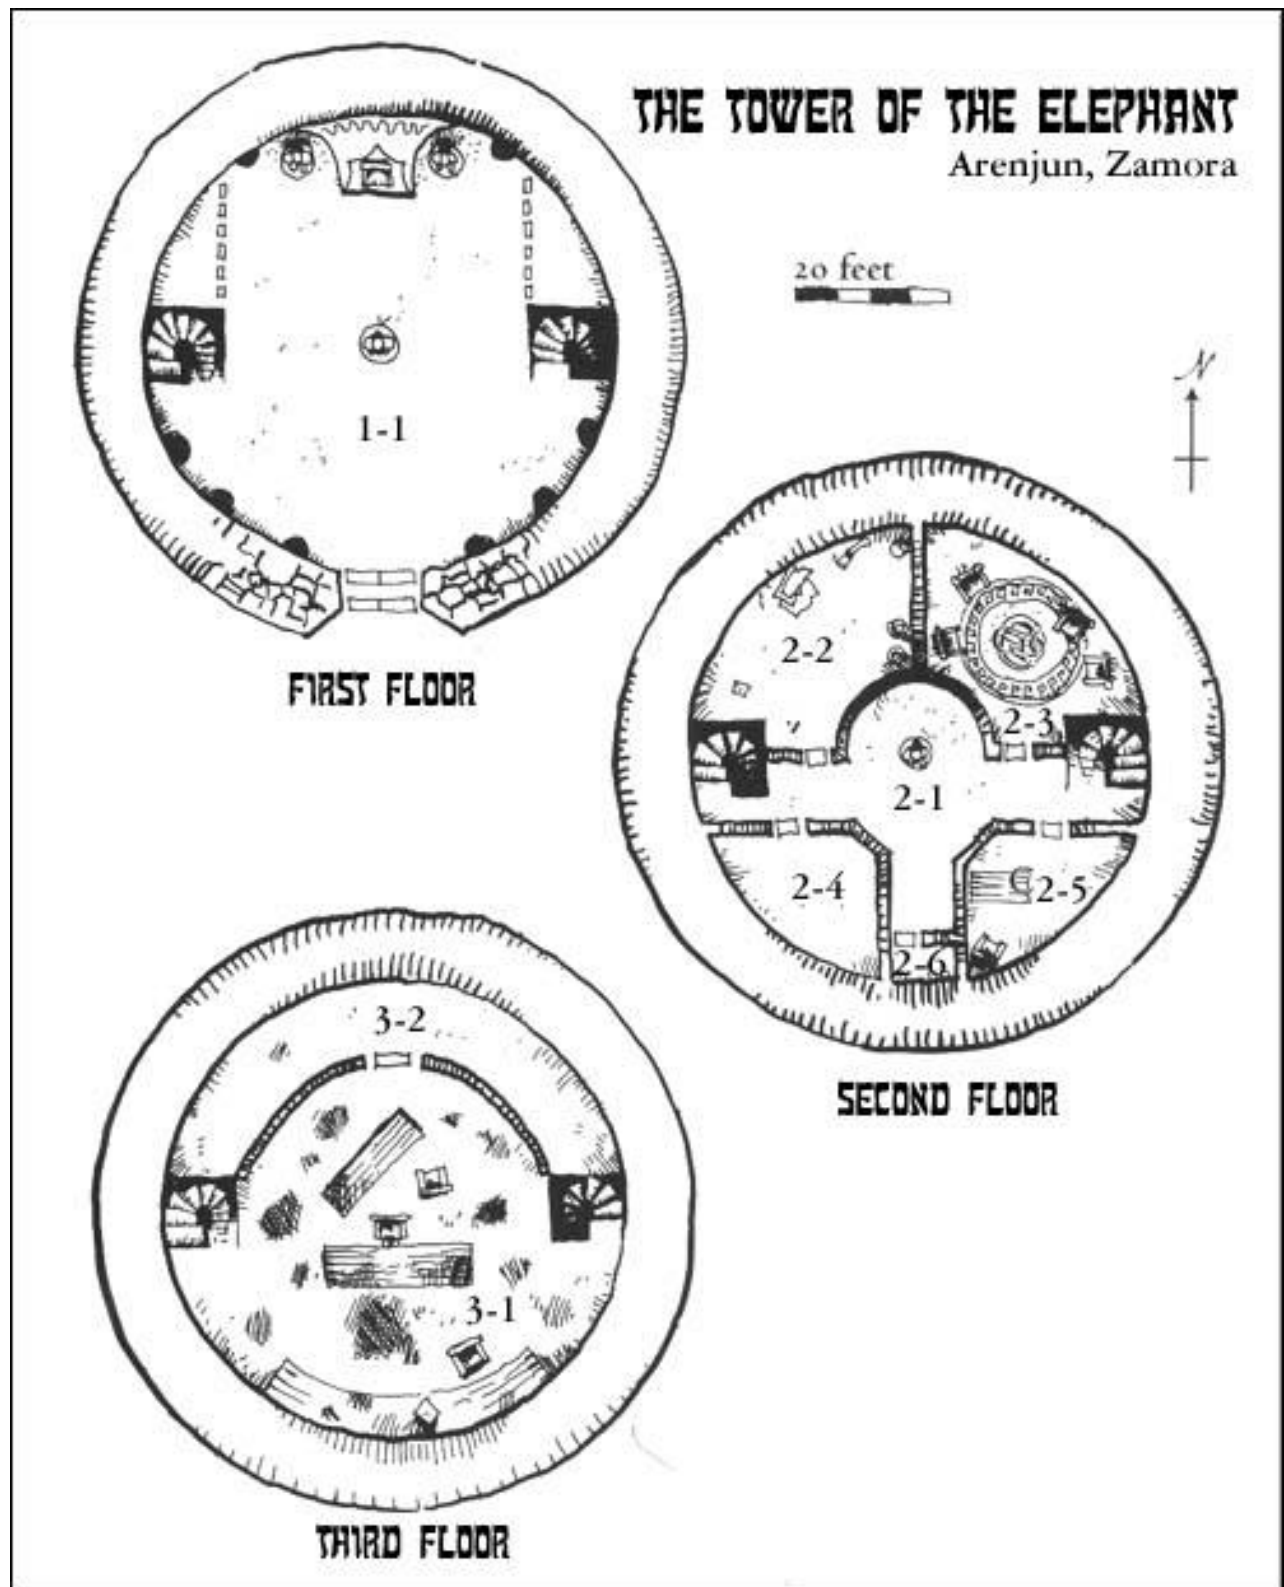 THE TOWER OF THE ELEPHANT
Arenjun, Zamora
20 feet
N
1-1
FIRST FLOOR
2-2
2-3
2-1
2-4
2-5
2-6
SECOND FLOOR
3-2
3-1
THIRD FLOOR